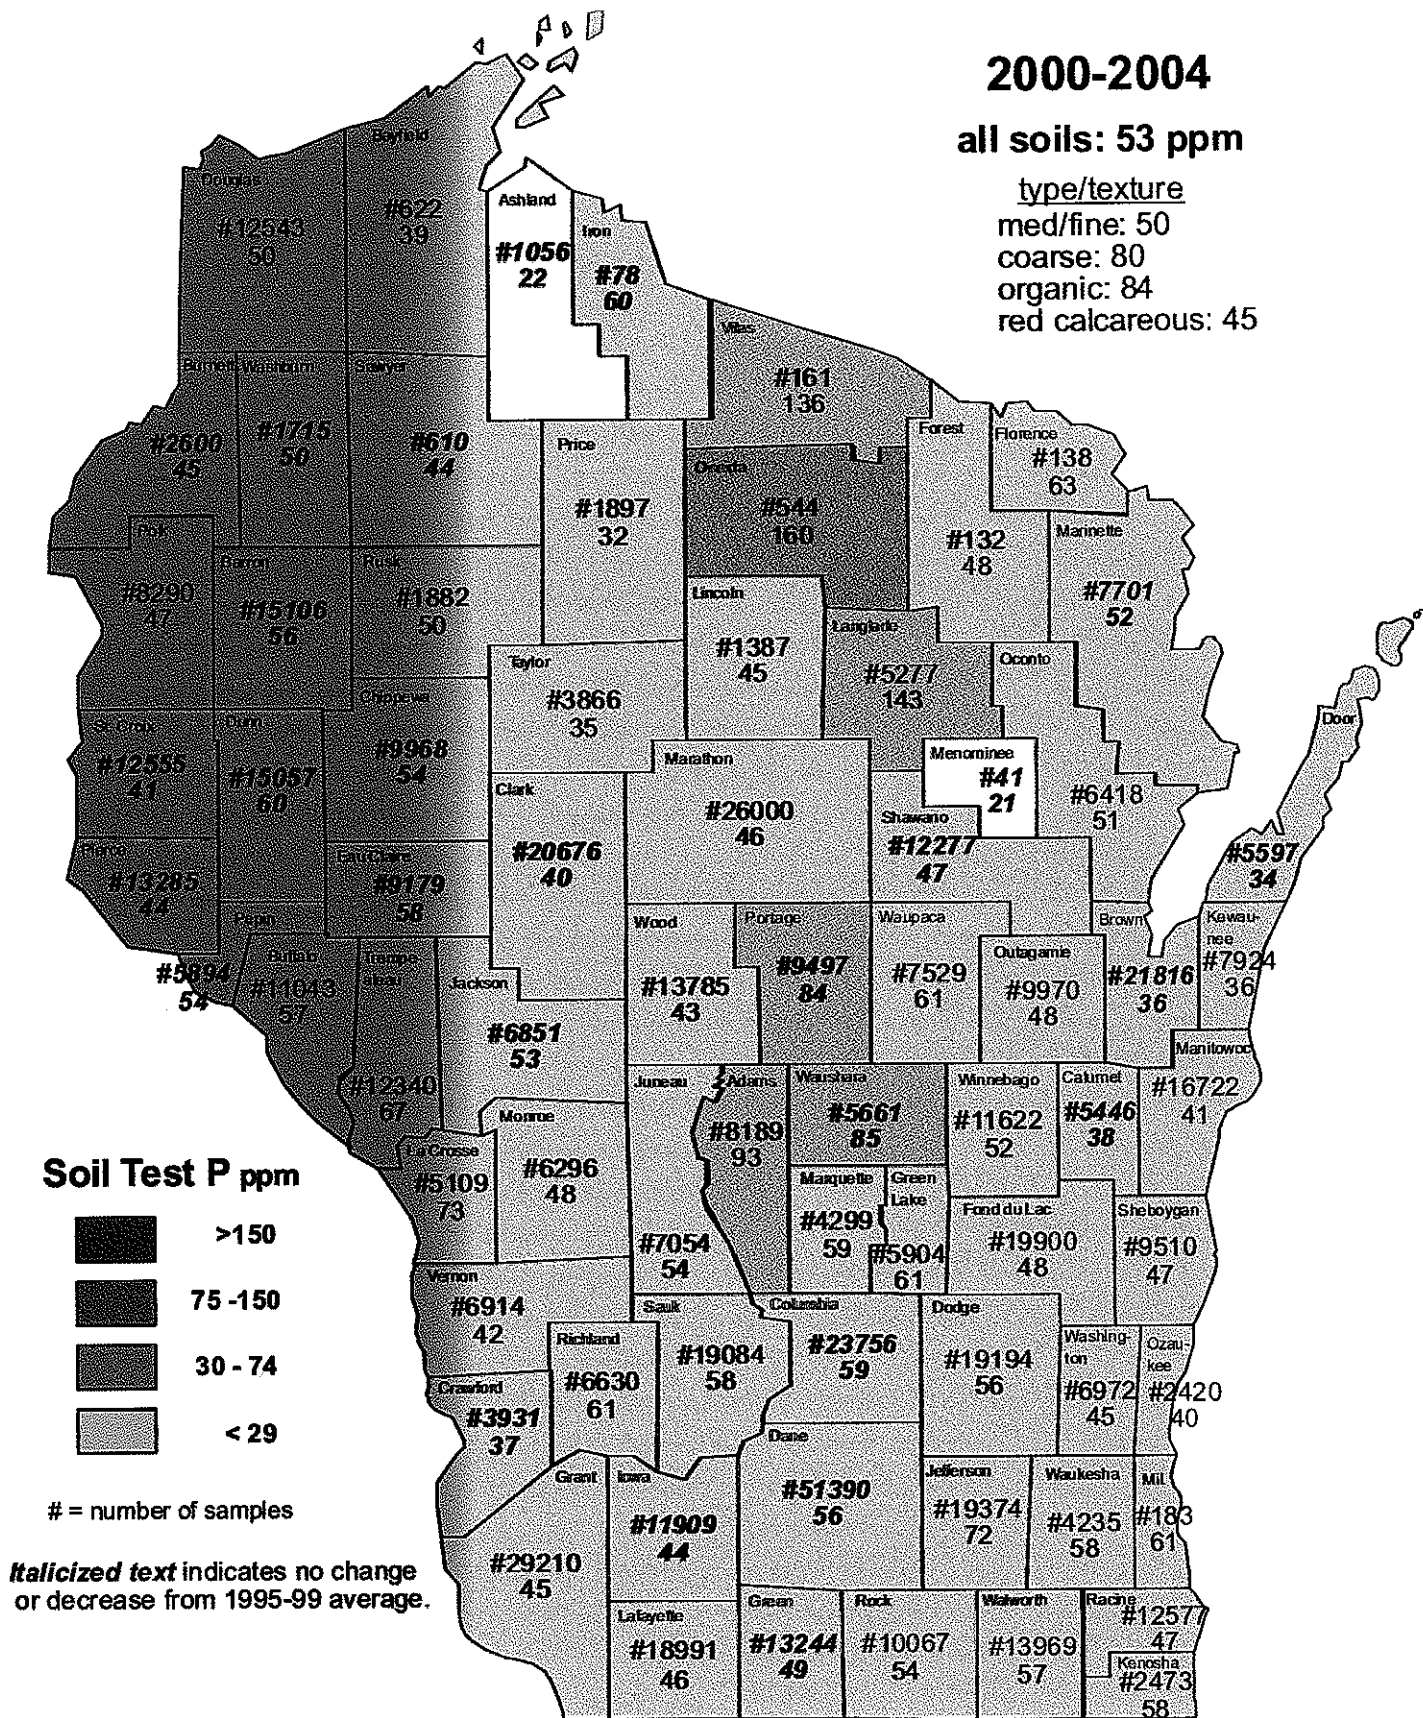 2000-2004
all soils: 53 ppm
type/texture
med/fine: 50
coarse: 80
organic: 84
red calcareous: 45
Bayfield
#622
39
Douglas
#12543
50
Ashland
#1056
22
Iron
#78
60
Vilas
#161
136
Burnett
#2600
45
Washburn
#1715
50
Sawyer
#610
44
Price
#1897
32
Oneida
#544
160
Forest
#132
48
Florence
#138
63
Marinette
#7701
52
Polk
#8290
47
Barron
#15106
56
Rusk
#1882
50
Lincoln
#1387
45
Langlade
#5277
143
Taylor
#3866
35
Oconto
#6418
51
Chippewa
#9968
54
St. Croix
#12555
41
Dunn
#15057
60
Door
#5597
34
Menominee
#41
21
Marathon
#26000
46
Clark
#20676
40
Shawano
#12277
47
Pierce
#13285
44
Eau Claire
#9179
58
Pepin
#5894
54
Buffalo
#11043
57
Trempe
aleau
#12340
67
Jackson
#6851
53
Wood
#13785
43
Portage
#9497
84
Waupaca
#7529
61
Outagamie
#9970
48
Brown
#21816
36
Kewau-
nee
#7924
36
Manitowoc
#16722
41
Juneau
#7054
54
Adams
#8189
93
Waushara
#5661
85
Winnebago
#11622
52
Calumet
#5446
38
Monroe
#6296
48
La Crosse
#5109
73
Marquette
#4299
59
Green
Lake
#5904
61
Fond du Lac
#19900
48
Sheboygan
#9510
47
Vernon
#6914
42
Richland
#6630
61
Sauk
#19084
58
Columbia
#23756
59
Dodge
#19194
56
Washing-
ton
#6972
45
Ozau-
kee
#2420
40
Crawford
#3931
37
Grant
#29210
45
Iowa
#11909
44
Dane
#51390
56
Jefferson
#19374
72
Waukesha
#4235
58
Mil.
#183
61
Lafayette
#18991
46
Green
#13244
49
Rock
#10067
54
Walworth
#13969
57
Racine
#12577
47
Kenosha
#2473
58
Soil Test P ppm
>150
75 -150
30 - 74
< 29
# = number of samples
Italicized text indicates no change
or decrease from 1995-99 average.